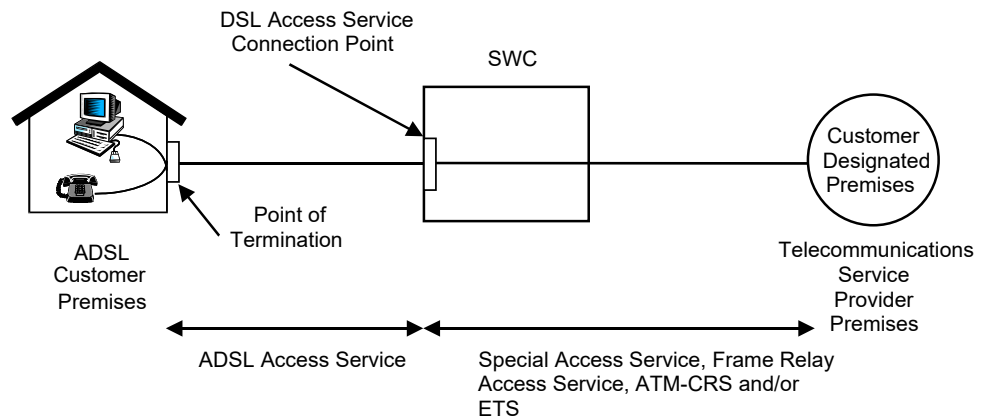 DSL Access Service
Connection Point
SWC
Customer
Designated
Premises
Point of
Termination
ADSL
Customer
Premises
Telecommunications
Service
Provider
Premises
ADSL Access Service
Special Access Service, Frame Relay
Access Service, ATM-CRS and/or
ETS